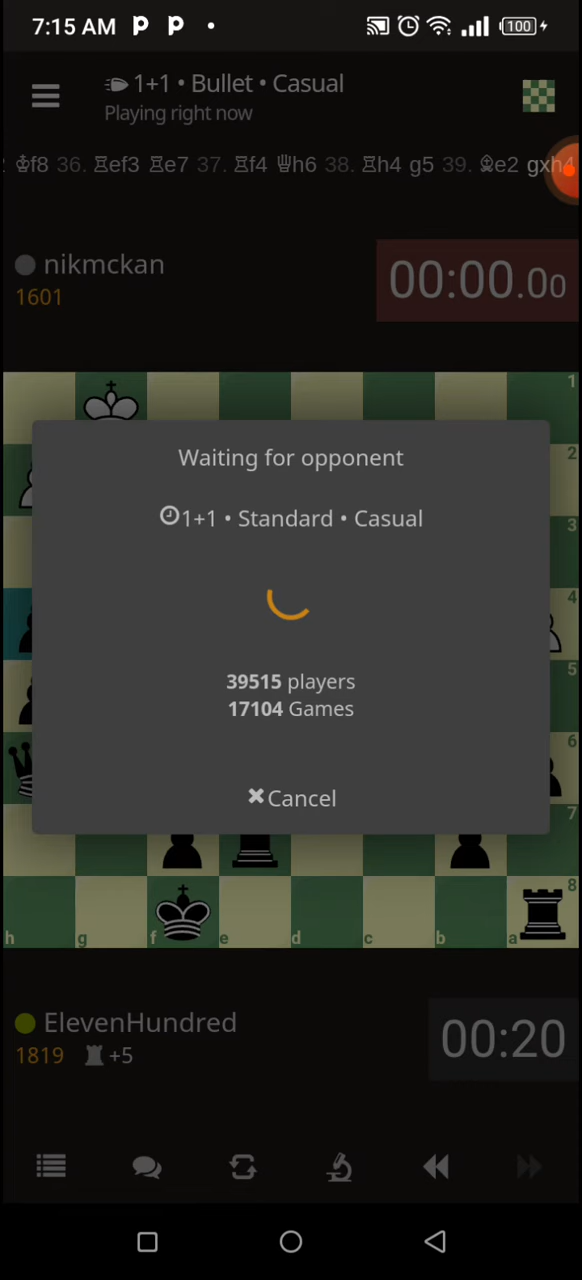 7:15 AM
100
1+1 • Bullet • Casual
Playing right now
♔f8 36. ♖ef3 ♖e7 37. ♖f4 ♕h6 38. ♖h4 g5 39. ♗e2 gxh4
nikmckan
1601
00:00.00
1
Waiting for opponent
2
1+1 • Standard • Casual
3
4
39515 players
5
17104 Games
6
Cancel
7
8
h g f e d c b a
ElevenHundred
00:20
1819 +5